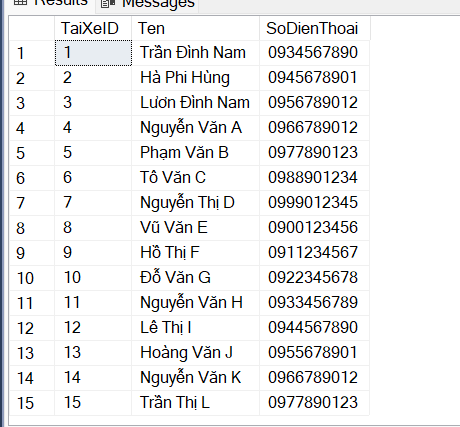 Results Messages
TaiXeID Ten SoDienThoai
1 1 Trần Đình Nam 0934567890
2 2 Hà Phi Hùng 0945678901
3 3 Lươn Đình Nam 0956789012
4 4 Nguyễn Văn A 0966789012
5 5 Phạm Văn B 0977890123
6 6 Tô Văn C 0988901234
7 7 Nguyễn Thị D 0999012345
8 8 Vũ Văn E 0900123456
9 9 Hồ Thị F 0911234567
10 10 Đỗ Văn G 0922345678
11 11 Nguyễn Văn H 0933456789
12 12 Lê Thị I 0944567890
13 13 Hoàng Văn J 0955678901
14 14 Nguyễn Văn K 0966789012
15 15 Trần Thị L 0977890123